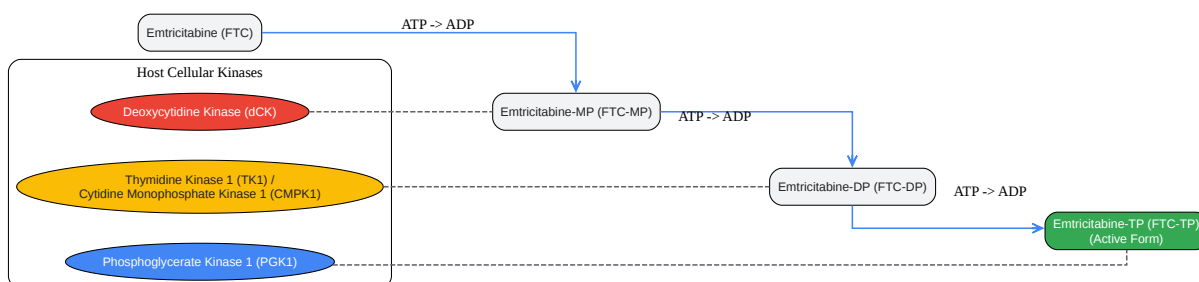 ATP -> ADP
Emtricitabine (FTC)
Host Cellular Kinases
Deoxycytidine Kinase (dCK)
Emtricitabine-MP (FTC-MP)
ATP -> ADP
Thymidine Kinase 1 (TK1) /
Cytidine Monophosphate Kinase 1 (CMPK1)
Emtricitabine-DP (FTC-DP)
ATP -> ADP
Emtricitabine-TP (FTC-TP)
(Active Form)
Phosphoglycerate Kinase 1 (PGK1)